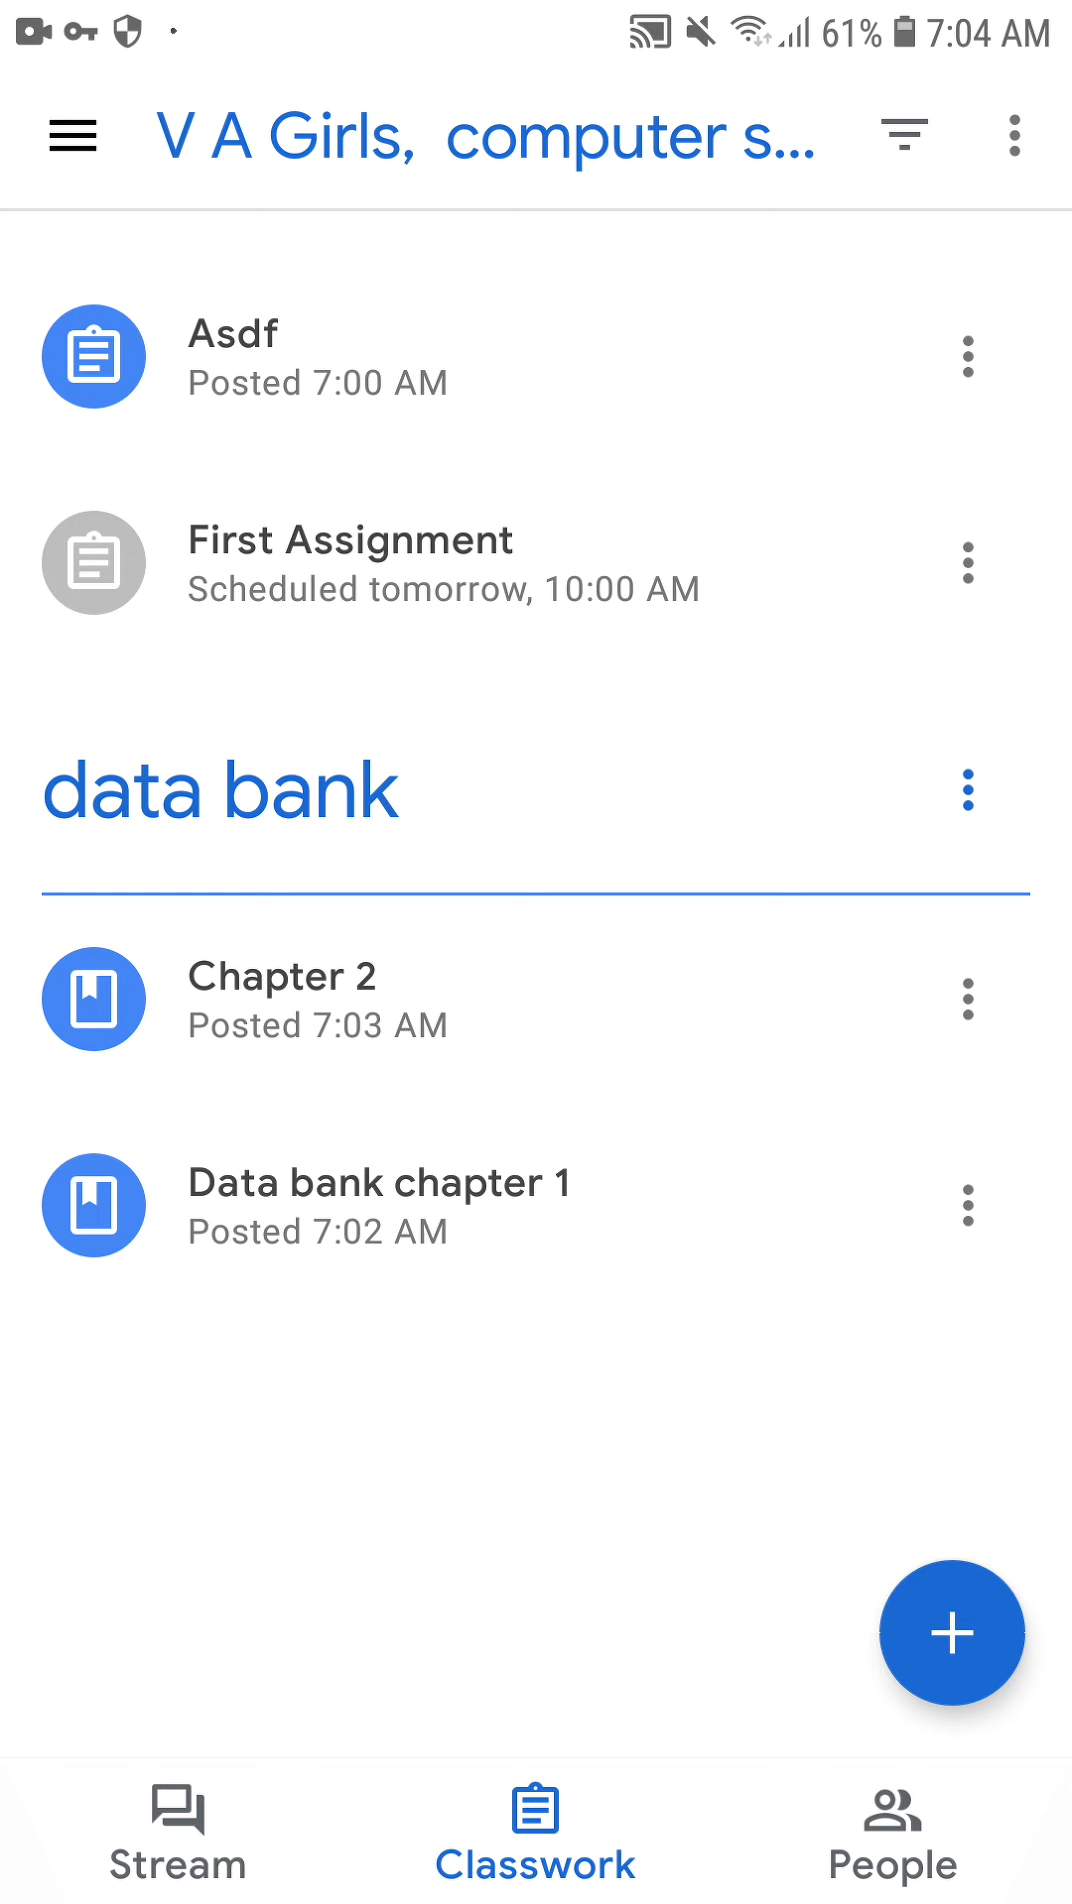 61% 7:04 AM
V A Girls, computer s...
Asdf
Posted 7:00 AM
First Assignment
Scheduled tomorrow, 10:00 AM
data bank
Chapter 2
Posted 7:03 AM
Data bank chapter 1
Posted 7:02 AM
Stream Classwork People